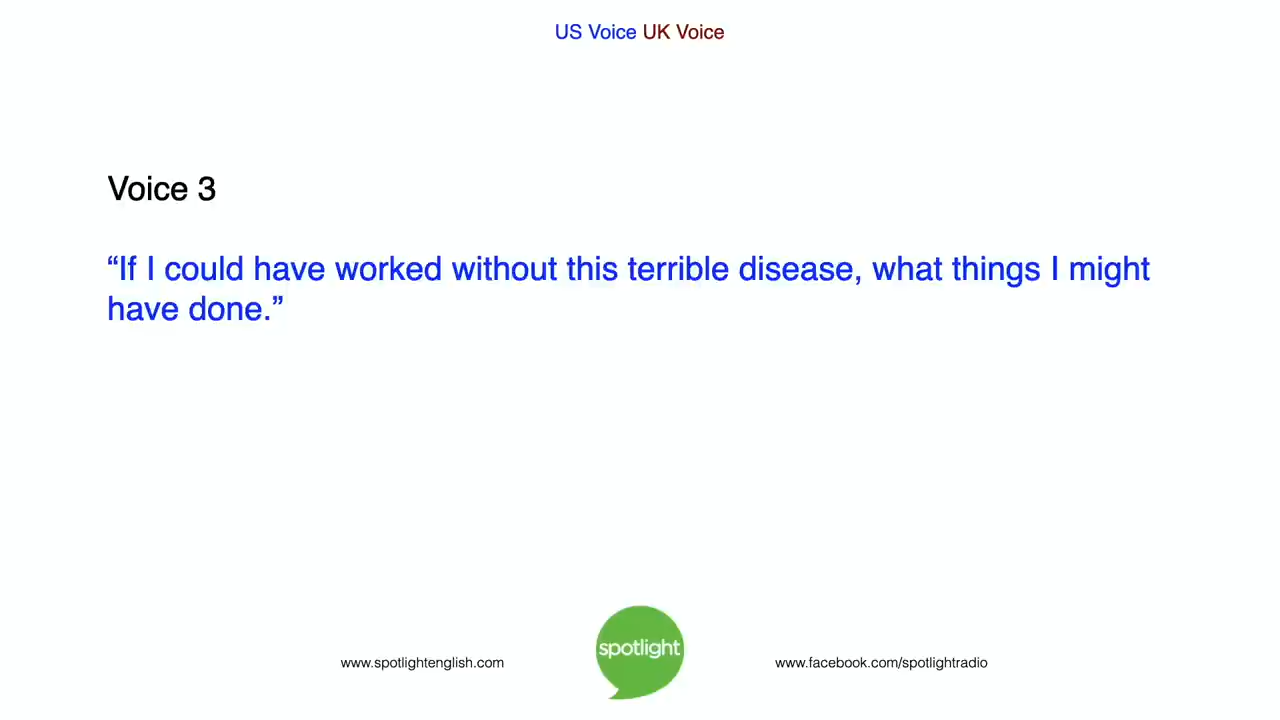 US Voice UK Voice
Voice 3
“If I could have worked without this terrible disease, what things I might
have done.”
spotlight
www.spotlightenglish.com
www.facebook.com/spotlightradio